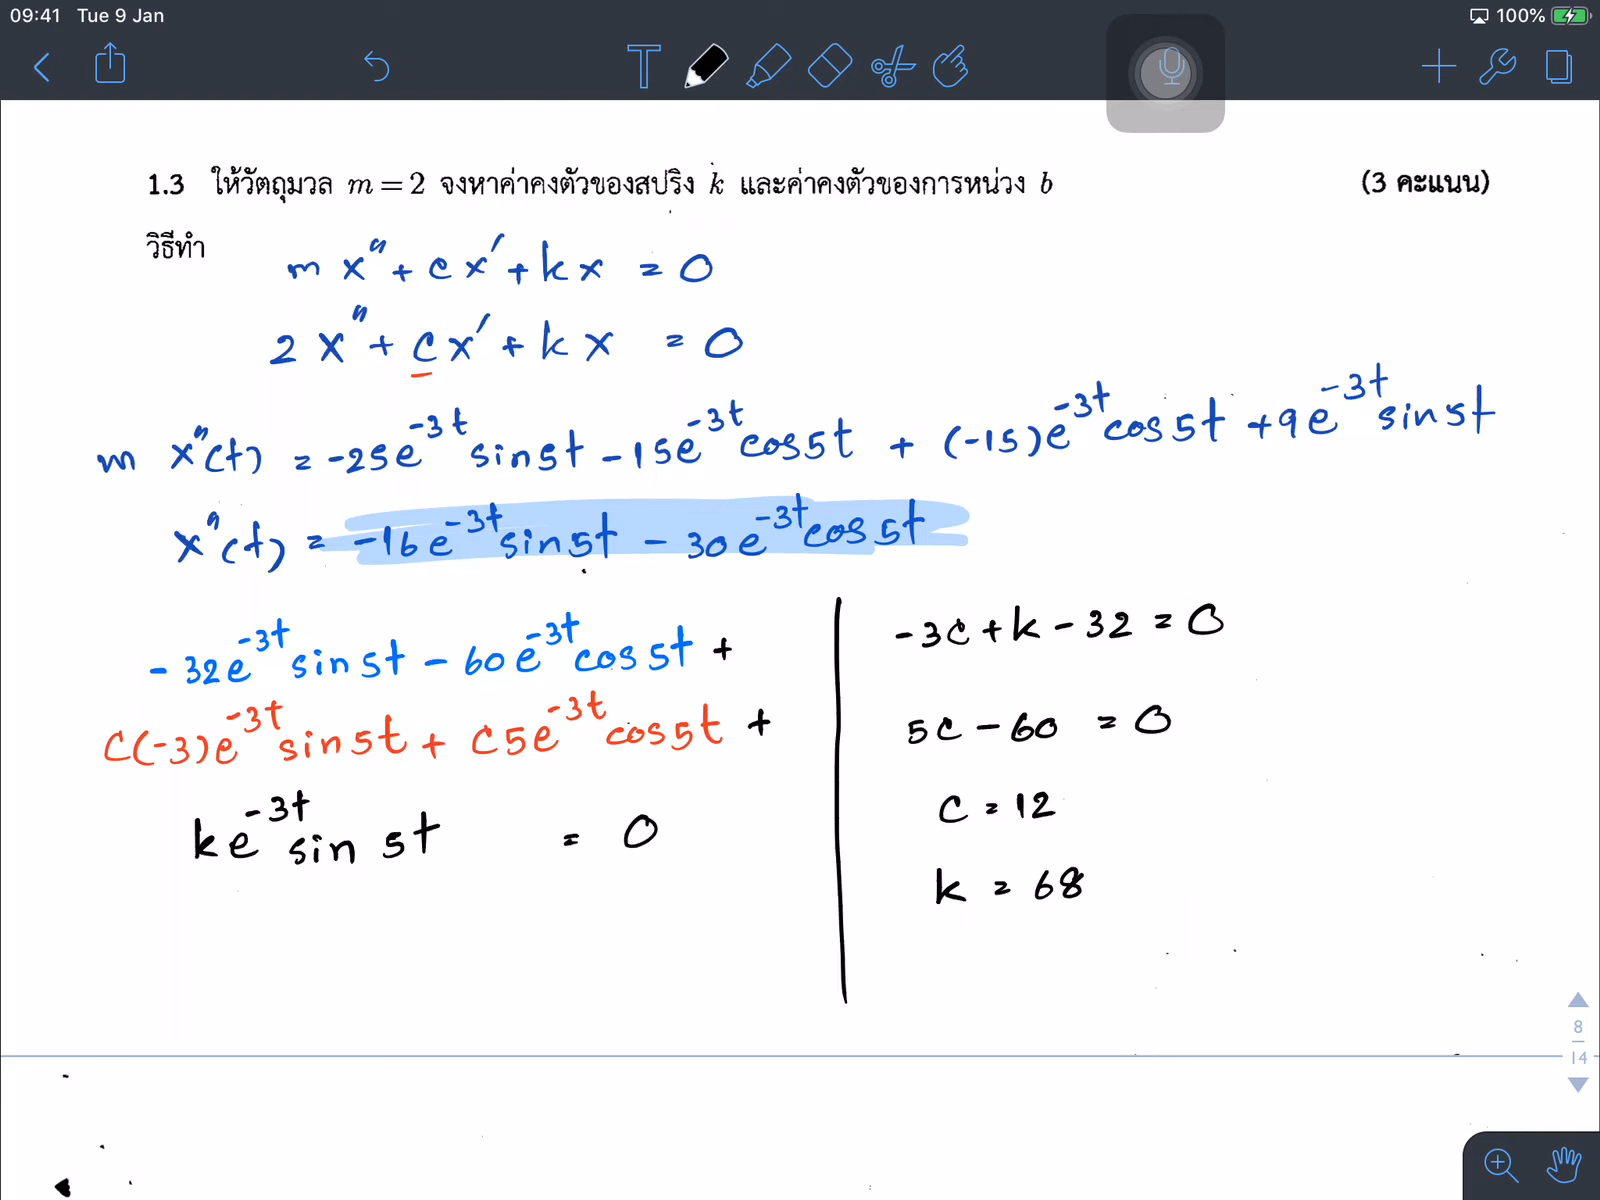 09:41 Tue 9 Jan
100%
T
1.3 ให้วัตถุมวล m = 2 จงหาค่าคงตัวของสปริง k และค่าคงตัวของการหน่วง b (3 คะแนน)
วิธีทำ
m x" + c x' + k x = 0
2 x" + c x' + k x = 0
m x"(t) = -25e^{-3t} sin5t - 15e^{-3t} cos5t + (-15)e^{-3t} cos5t + 9e^{-3t} sin5t
x"(t) = -16e^{-3t} sin5t - 30e^{-3t} cos5t
-32e^{-3t} sin5t - 60e^{-3t} cos5t +
c(-3)e^{-3t} sin5t + c5e^{-3t} cos5t +
ke^{-3t} sin5t = 0
-3c + k - 32 = 0
5c - 60 = 0
c = 12
k = 68
8
14